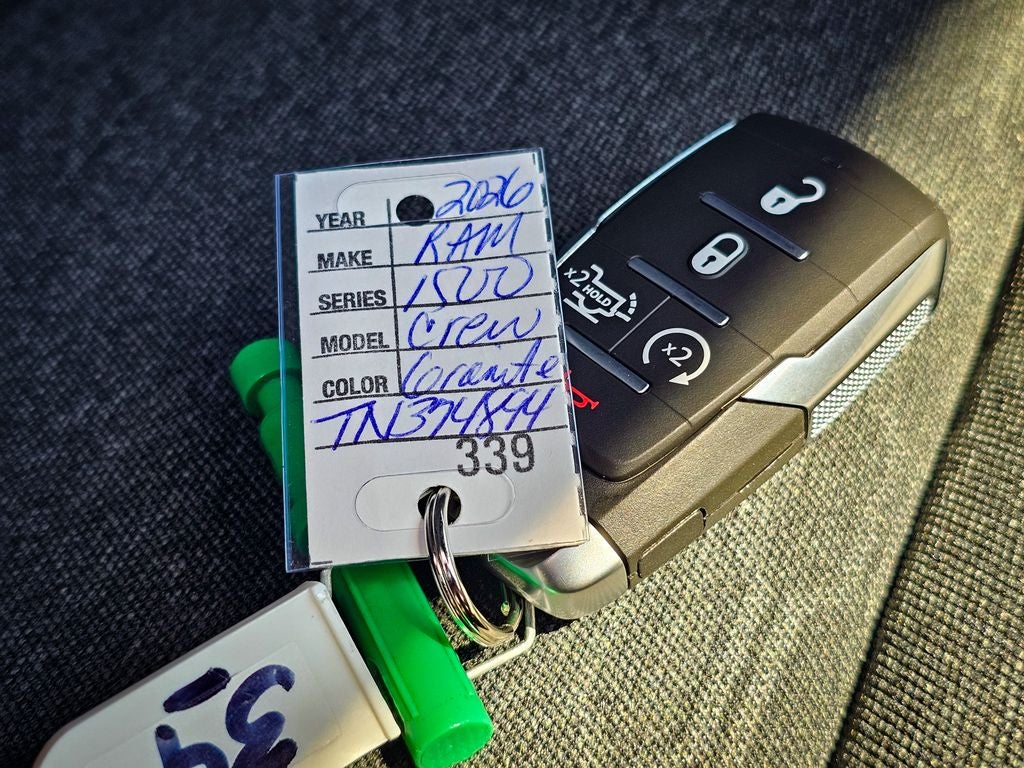 YEAR 2026
MAKE RAM
SERIES 1500
MODEL Crew
COLOR Granite
TN374844
339
x2 HOLD
x2